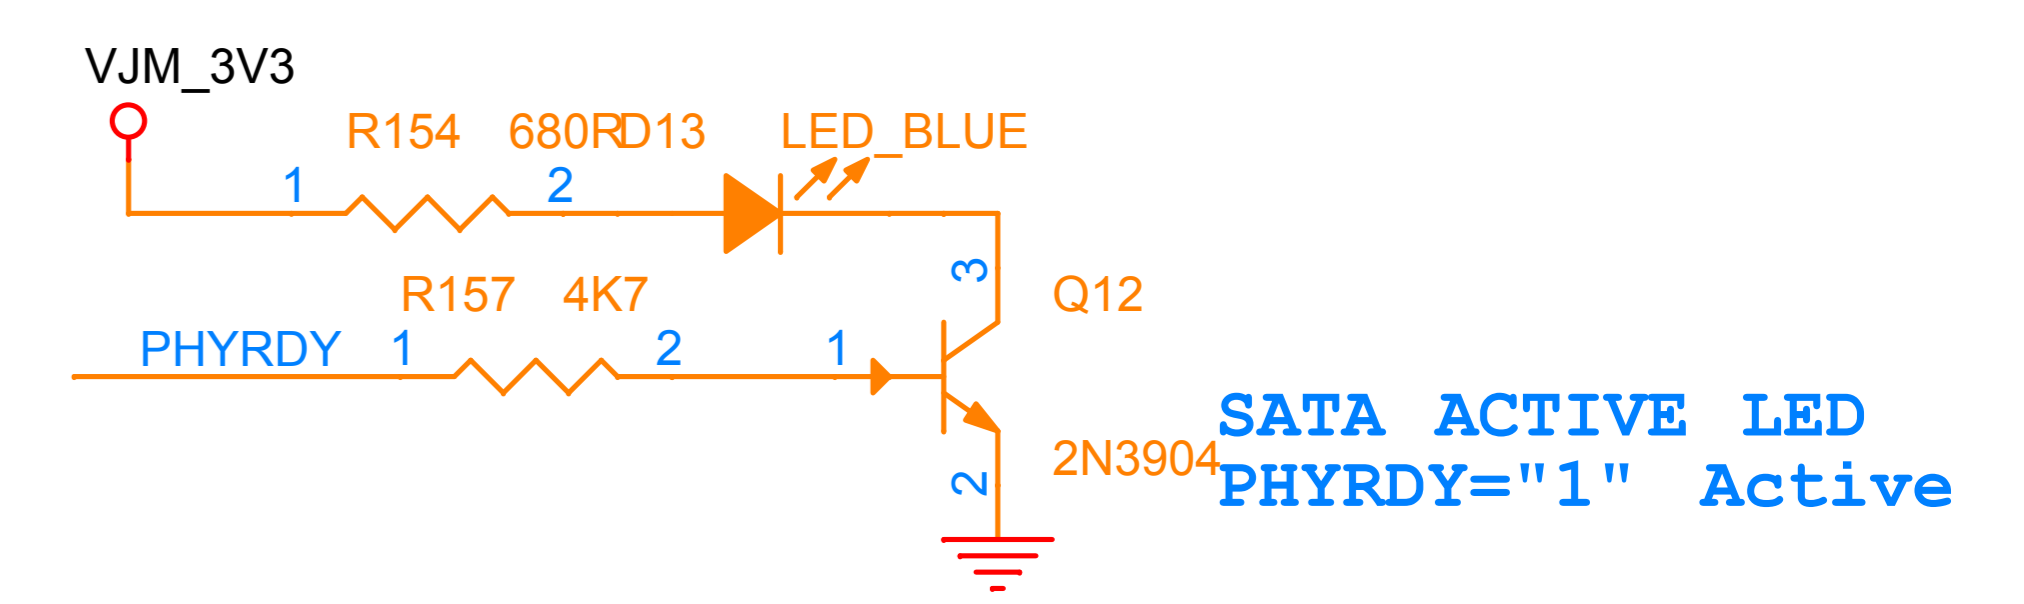 VJM_3V3
R154 680R D13 LED_BLUE
1 2
3
R157 4K7 Q12
PHYRDY 1 2 1
SATA ACTIVE LED
2N3904
2
PHYRDY="1" Active